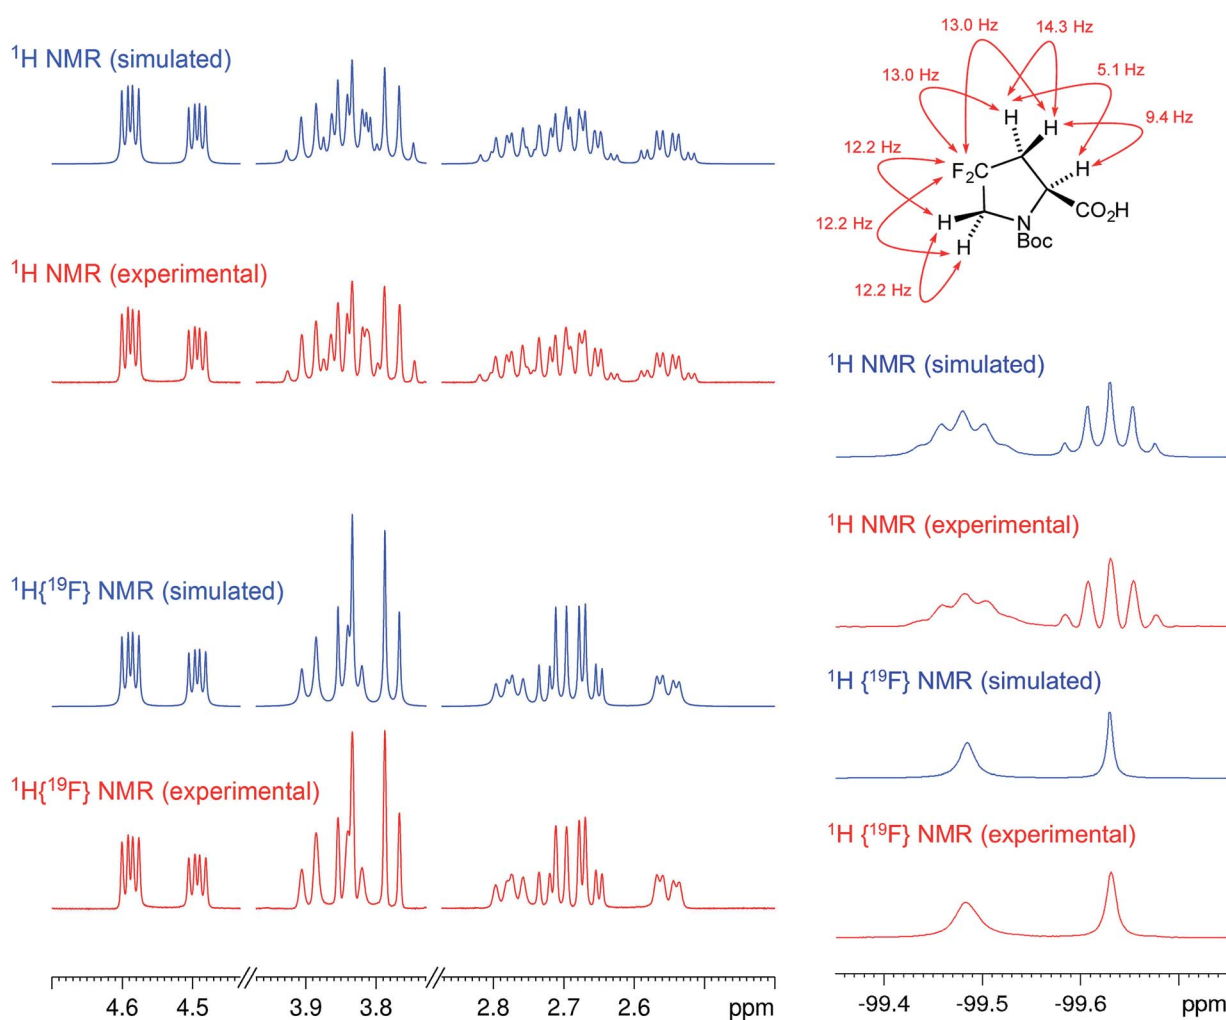 ¹H NMR (simulated)
¹H NMR (experimental)
¹H{¹⁹F} NMR (simulated)
¹H{¹⁹F} NMR (experimental)
4.6 4.5 3.9 3.8 2.8 2.7 2.6 ppm
13.0 Hz 14.3 Hz
13.0 Hz 5.1 Hz
9.4 Hz
12.2 Hz
12.2 Hz
12.2 Hz
H
H
F₂C H
H N CO₂H
H Boc
¹H NMR (simulated)
¹H NMR (experimental)
¹H {¹⁹F} NMR (simulated)
¹H {¹⁹F} NMR (experimental)
-99.4 -99.5 -99.6 ppm